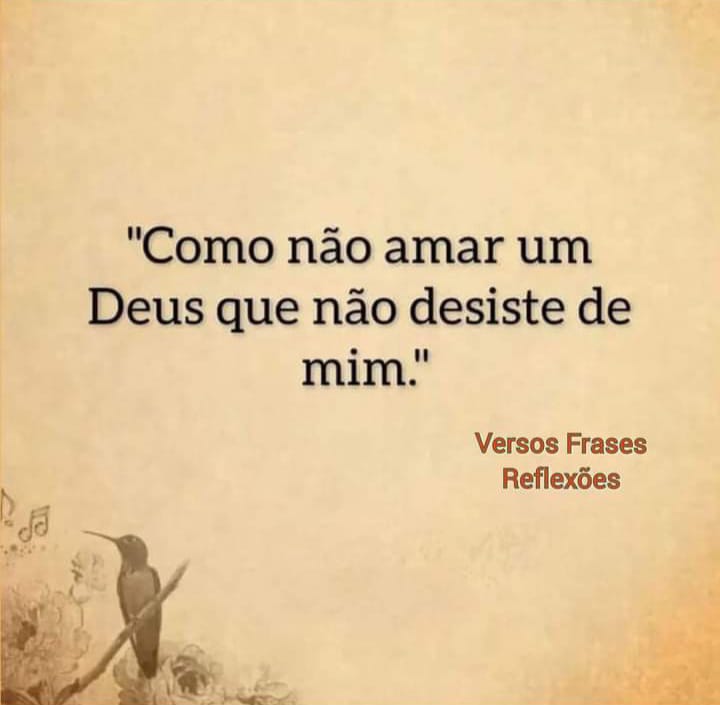 "Como não amar um
Deus que não desiste de
mim."
Versos Frases
Reflexões